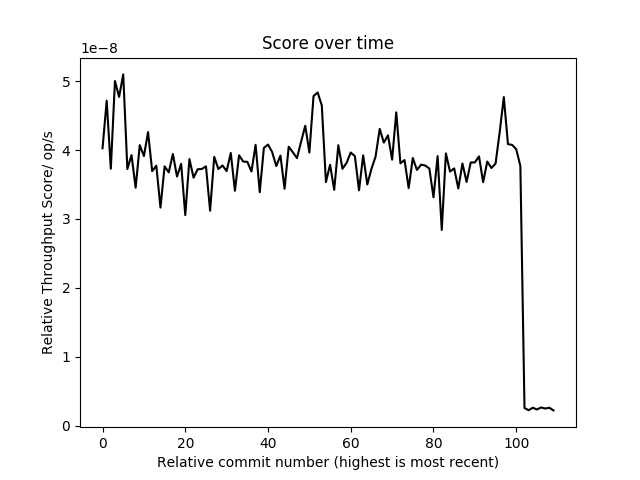 Score over time
1e−8
5
4
3
2
1
0
Relative Throughput Score/ op/s
0 20 40 60 80 100
Relative commit number (highest is most recent)